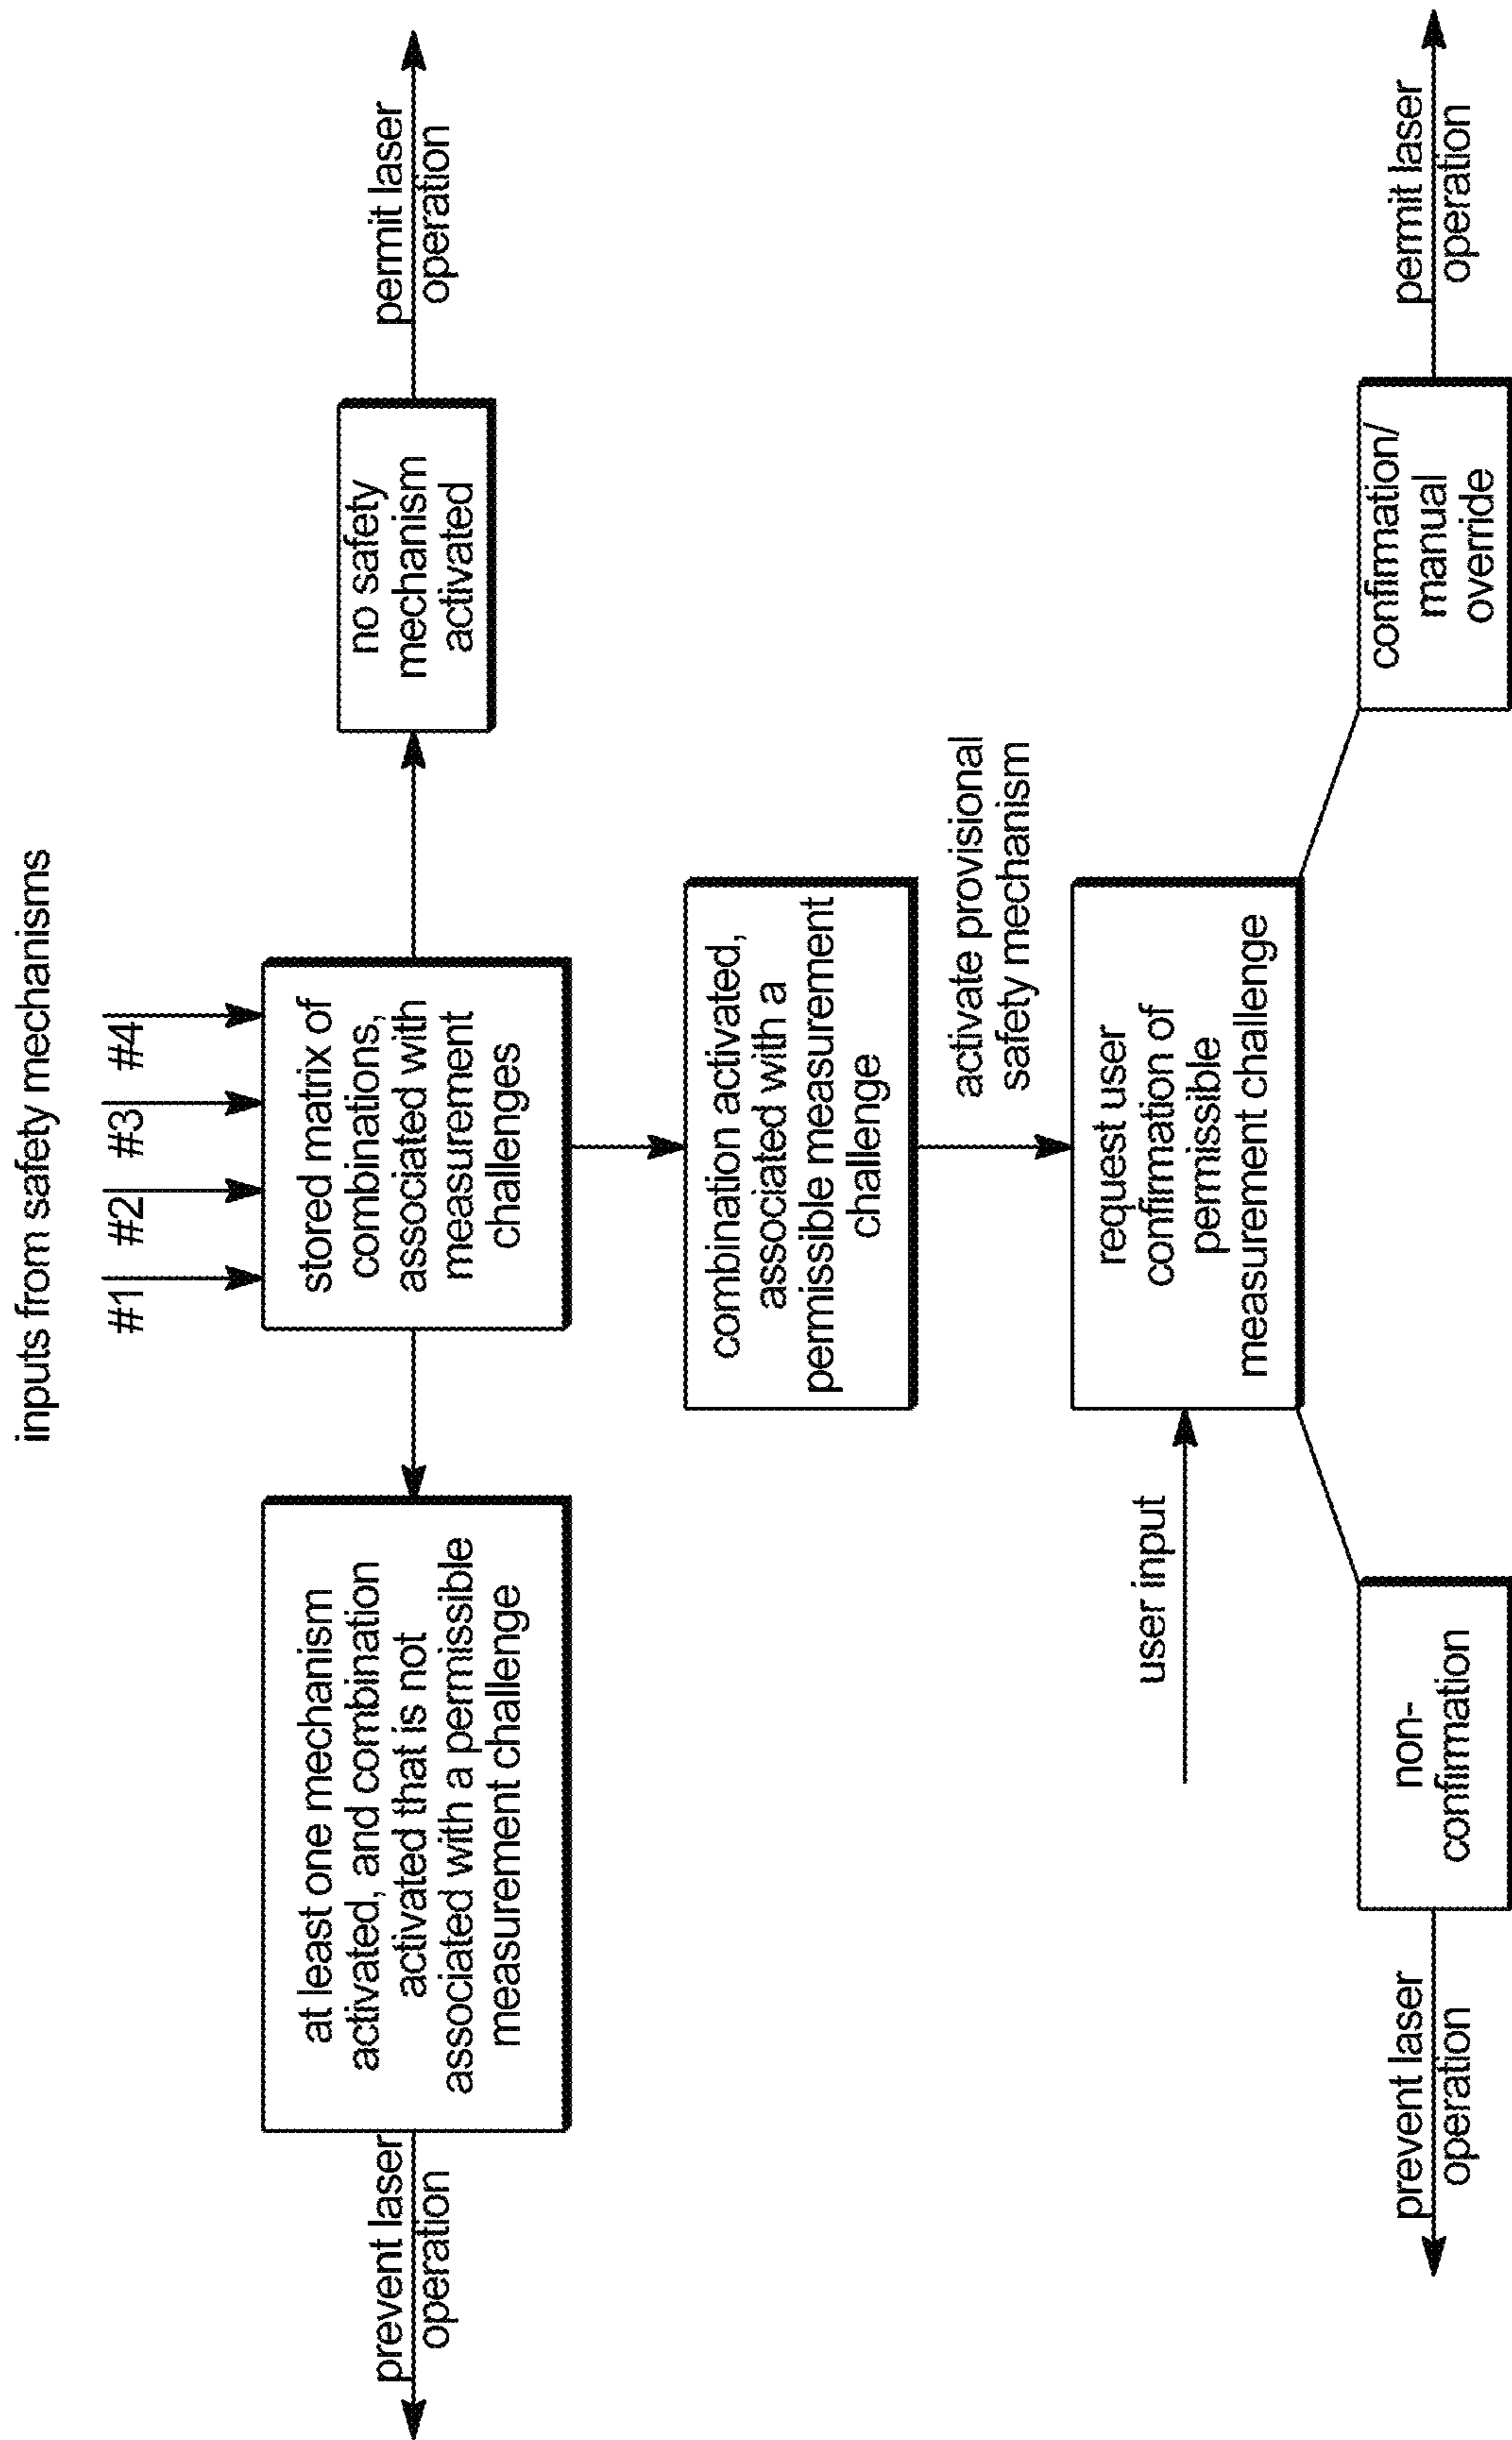 inputs from safety mechanisms
#1
#2
#3
#4
at least one mechanism
activated, and combination
activated that is not
associated with a permissible
measurement challenge
prevent laser
operation
stored matrix of
combinations,
associated with
measurement
challenges
no safety
mechanism
activated
permit laser
operation
combination activated,
associated with a
permissible measurement
challenge
activate provisional
safety mechanism
user input
request user
confirmation of
permissible
measurement challenge
non-
confirmation
prevent laser
operation
confirmation/
manual
override
permit laser
operation